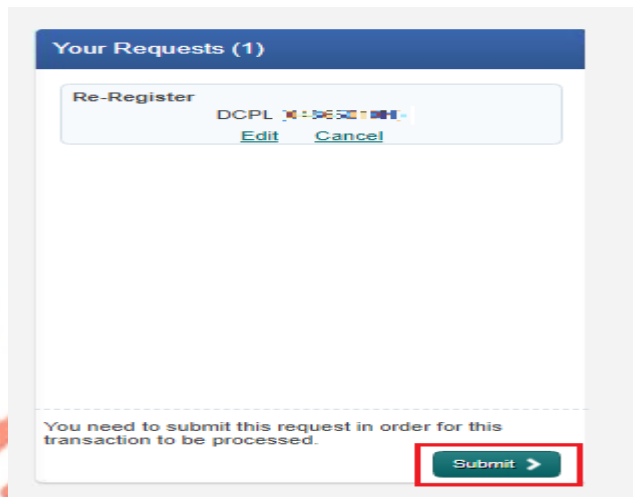 Your Requests (1)
Re-Register
DCPL
Edit Cancel
You need to submit this request in order for this
transaction to be processed.
Submit